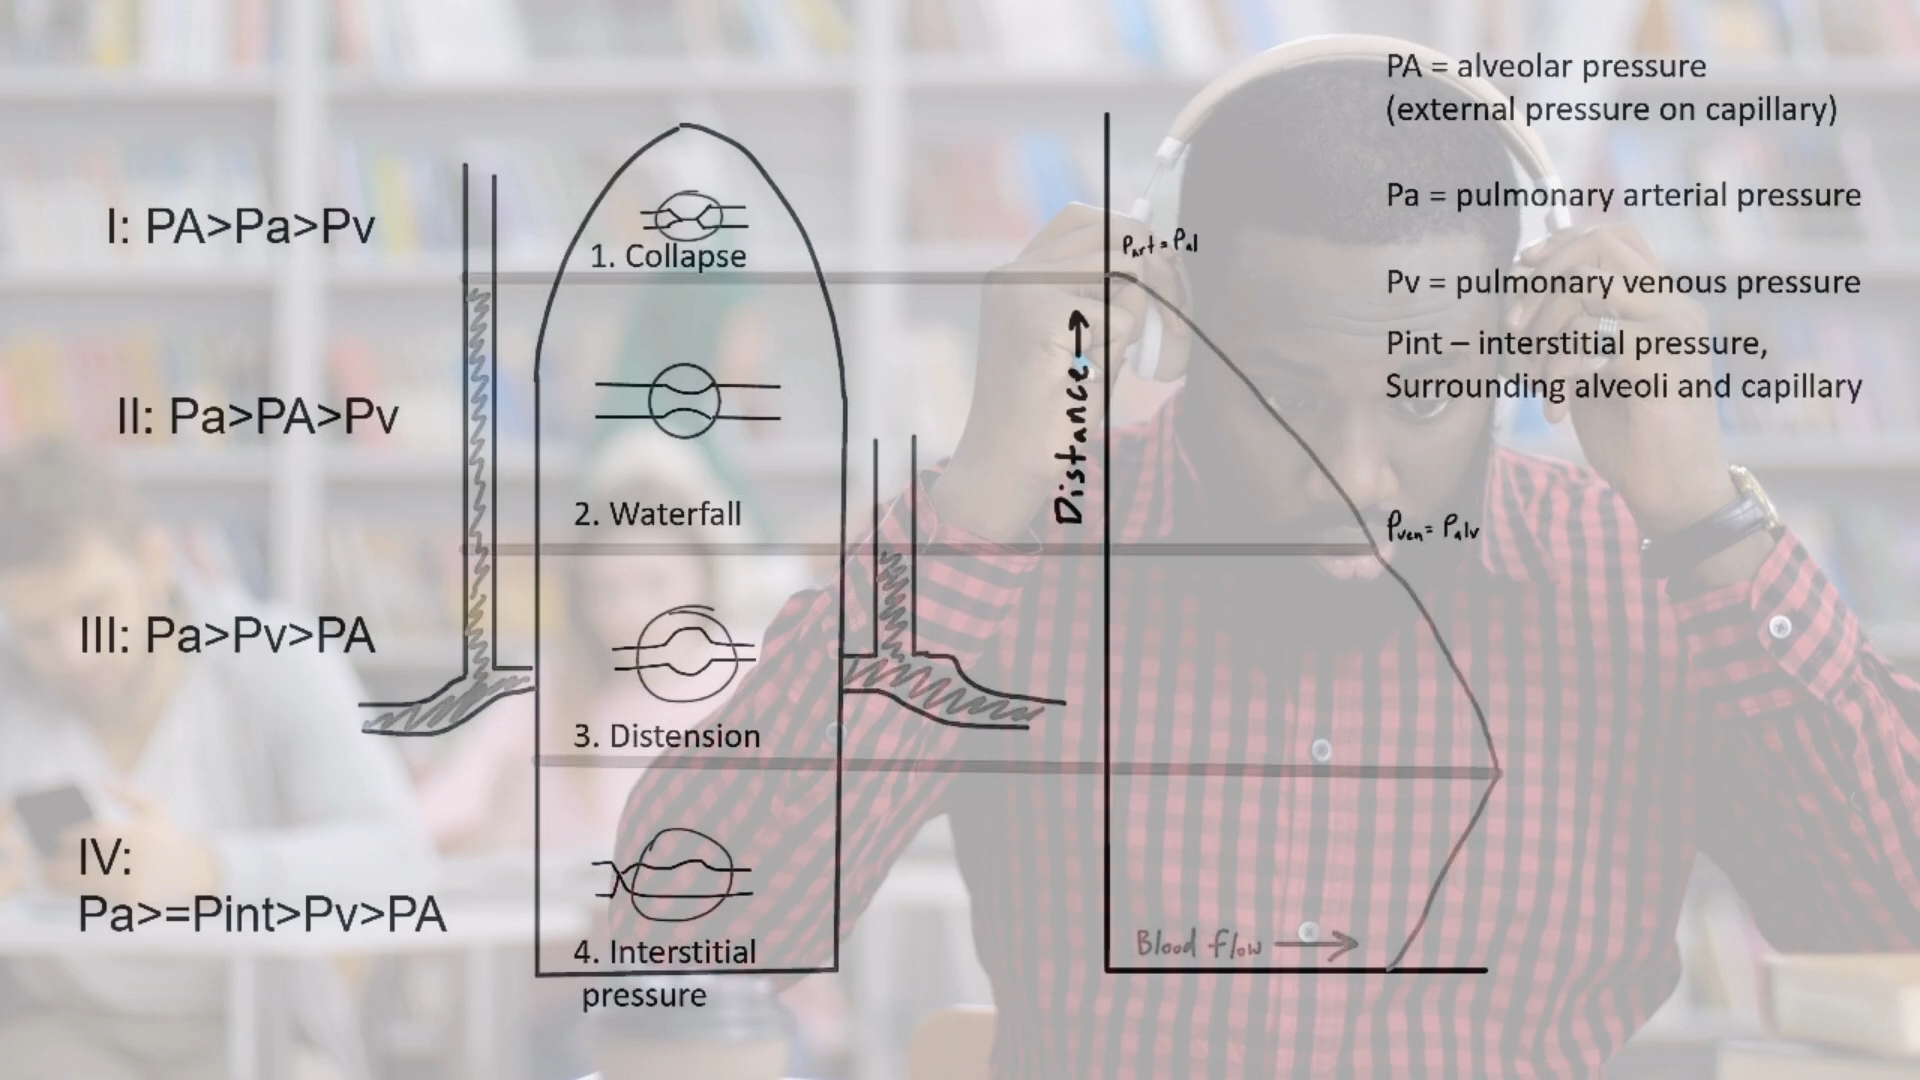 PA = alveolar pressure
(external pressure on capillary)
Pa = pulmonary arterial pressure
Pv = pulmonary venous pressure
Pint – interstitial pressure,
Surrounding alveoli and capillary
I: PA>Pa>Pv
1. Collapse
Part = Pal
II: Pa>PA>Pv
Distance →
2. Waterfall
Pven = Palv
III: Pa>Pv>PA
3. Distension
IV:
Pa>=Pint>Pv>PA
4. Interstitial
pressure
Blood flow →